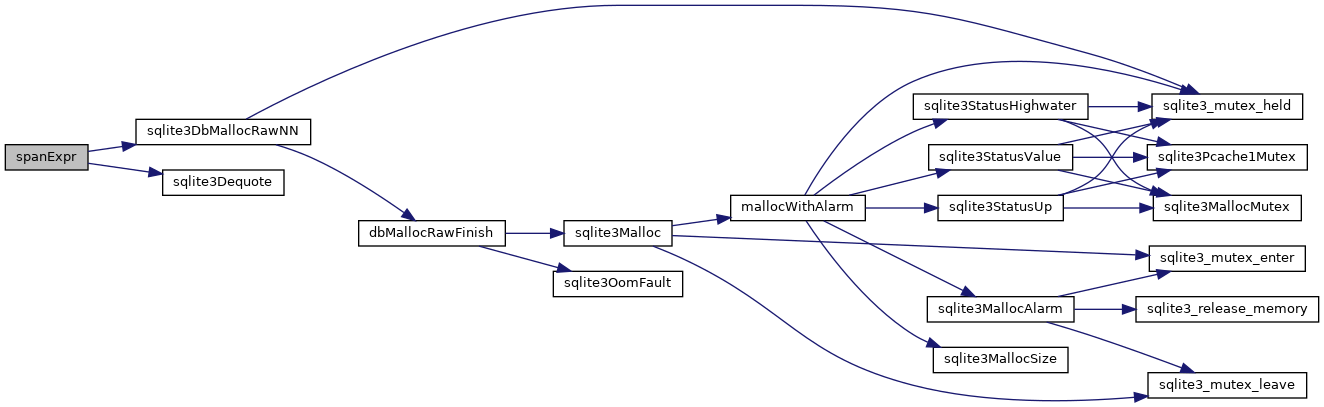 spanExpr
sqlite3DbMallocRawNN
sqlite3Dequote
dbMallocRawFinish
sqlite3Malloc
sqlite3OomFault
mallocWithAlarm
sqlite3StatusHighwater
sqlite3StatusValue
sqlite3StatusUp
sqlite3MallocAlarm
sqlite3MallocSize
sqlite3_mutex_held
sqlite3Pcache1Mutex
sqlite3MallocMutex
sqlite3_mutex_enter
sqlite3_release_memory
sqlite3_mutex_leave